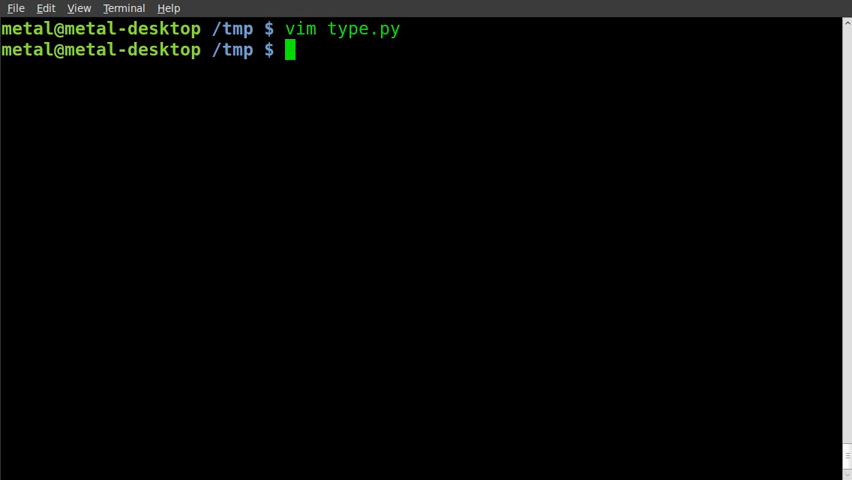 File Edit View Terminal Help
metal@metal-desktop /tmp $ vim type.py
metal@metal-desktop /tmp $